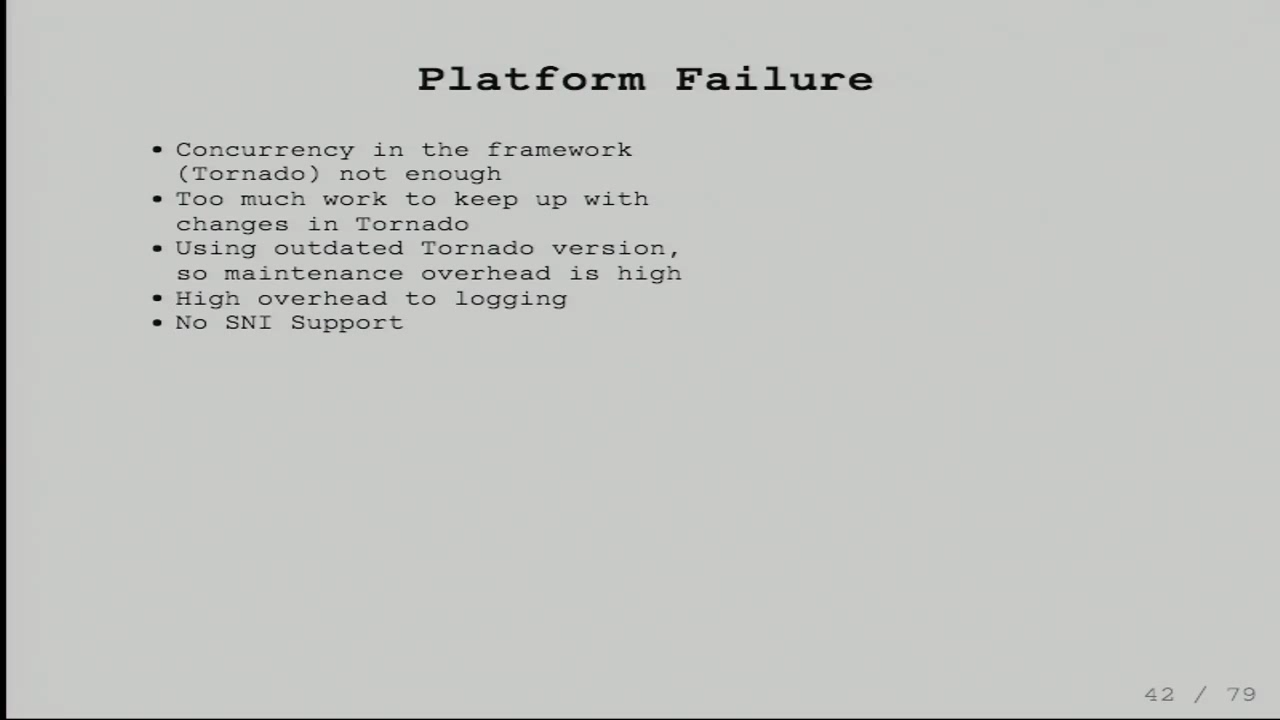 Platform Failure
• Concurrency in the framework
(Tornado) not enough
• Too much work to keep up with
changes in Tornado
• Using outdated Tornado version,
so maintenance overhead is high
• High overhead to logging
• No SNI Support
42 / 79